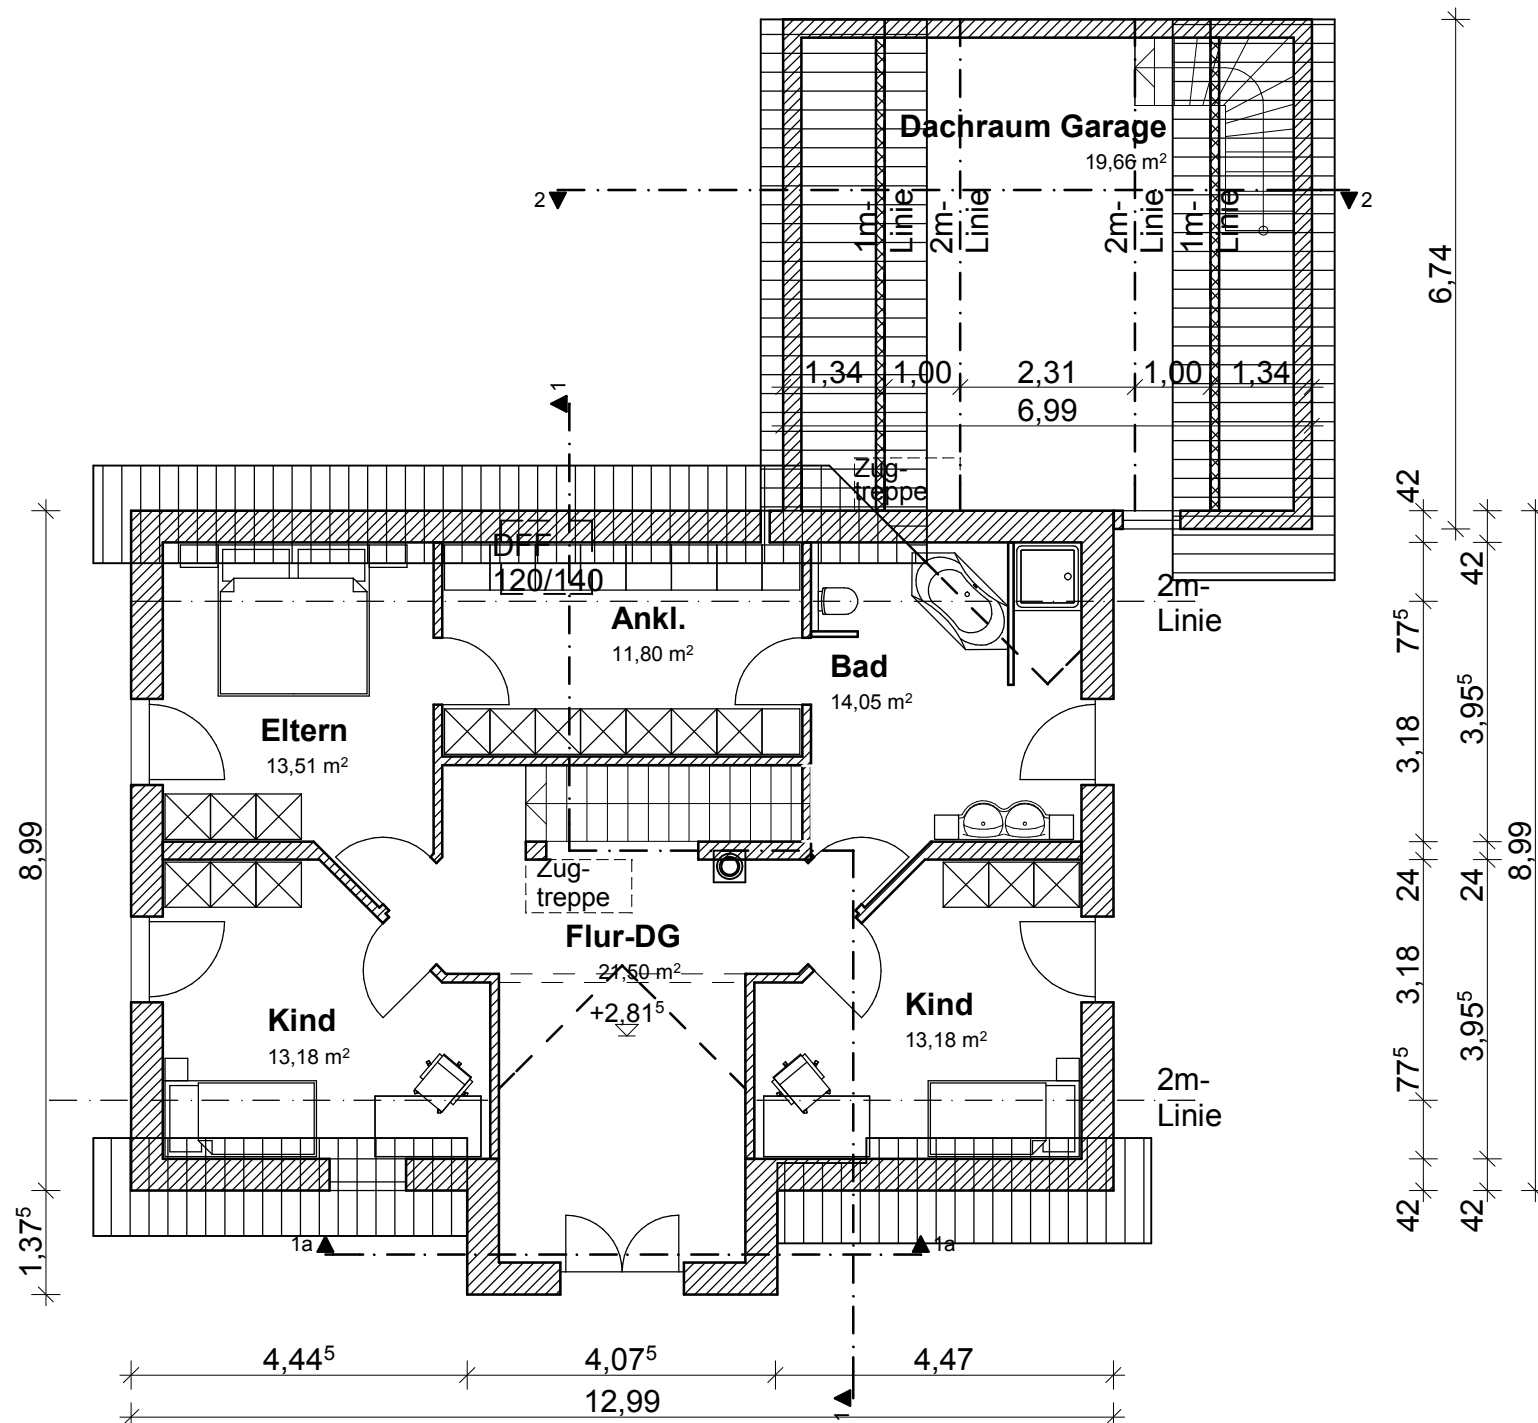 Dachraum Garage
19,66 m²
2
2
1m-
Linie
2m-
Linie
2m-
Linie
1m-
Linie
6,74
1,34
1,00
2,31
1,00
1,34
6,99
1
Zug-
treppe
42
42
DFF
120/140
2m-
Linie
Ankl.
11,80 m²
77⁵
Bad
14,05 m²
Eltern
13,51 m²
3,18
3,95⁵
8,99
8,99
Zug-
treppe
24
24
Flur-DG
21,50 m²
+2,81⁵
Kind
13,18 m²
Kind
13,18 m²
3,18
3,95⁵
77⁵
2m-
Linie
42
42
1,37⁵
1a
1a
4,44⁵
4,07⁵
4,47
12,99
1